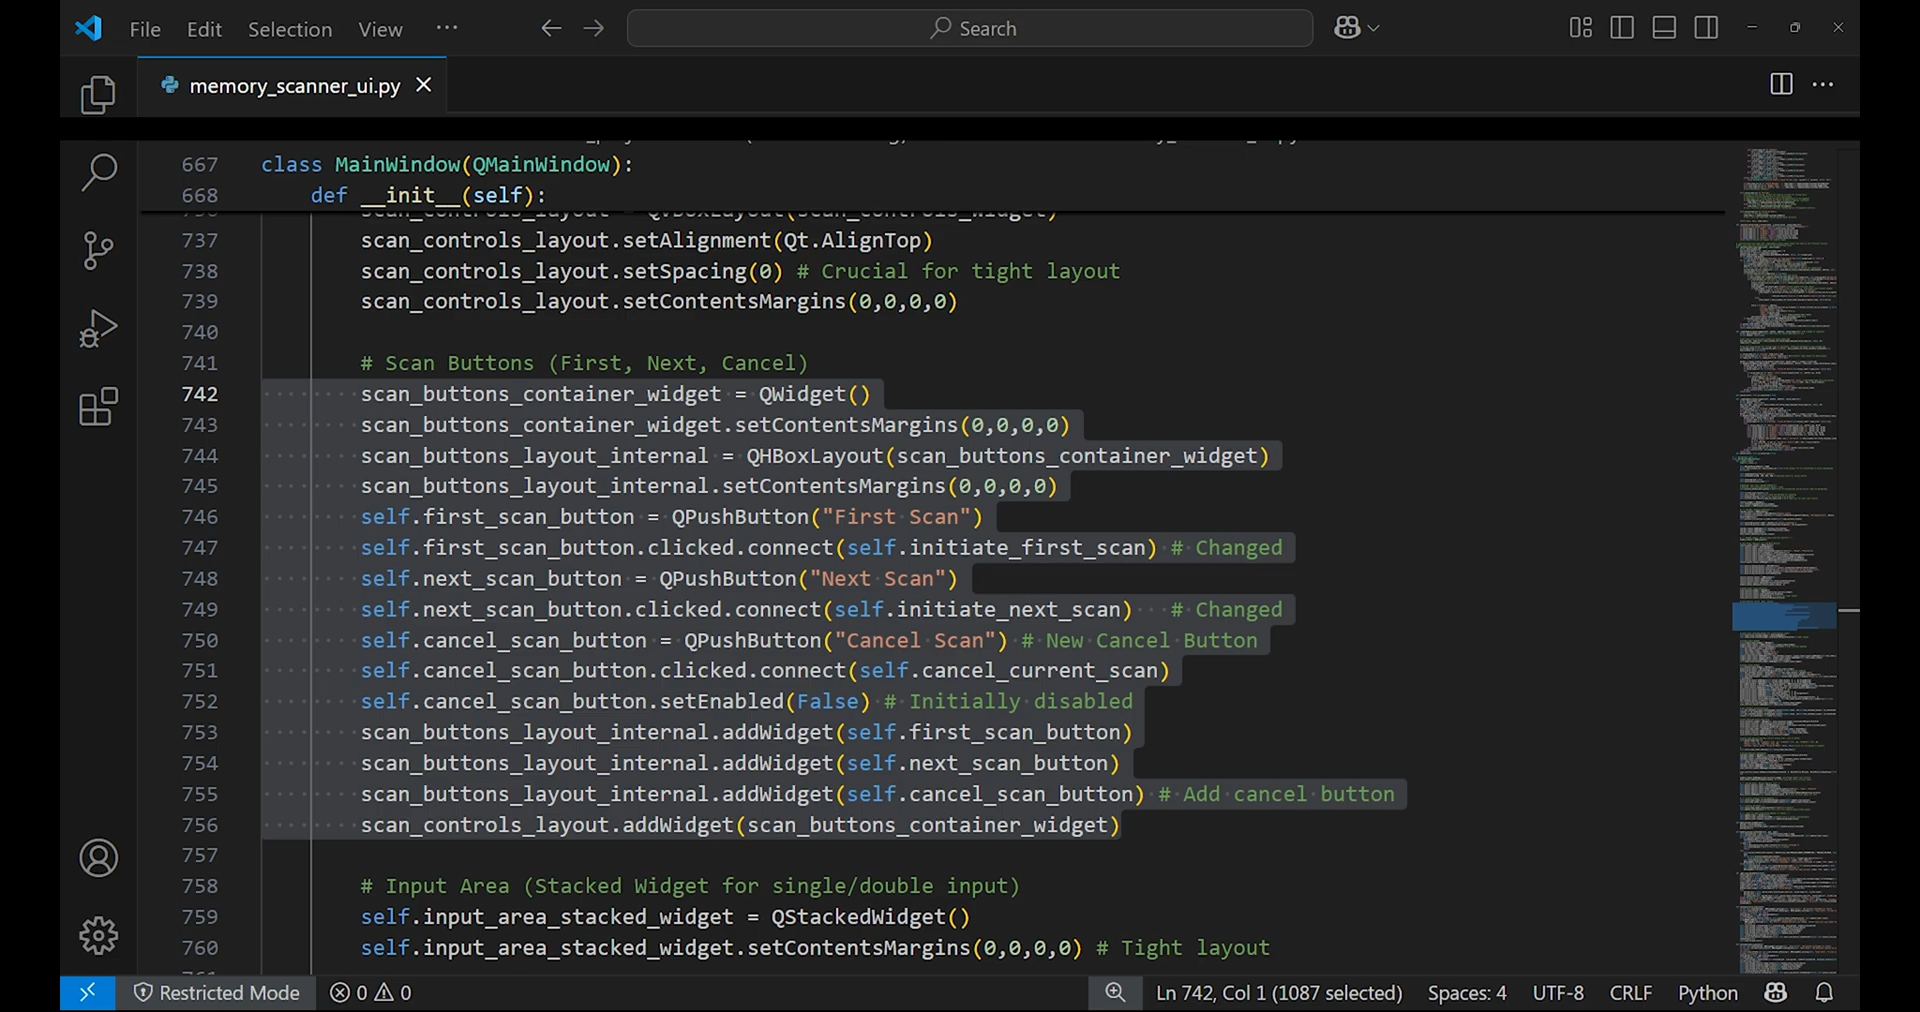 File Edit Selection View ··· Search
memory_scanner_ui.py
667 class MainWindow(QMainWindow):
668 def __init__(self):
scan_controls_layout = QVBoxLayout(scan_controls_widget)
737 scan_controls_layout.setAlignment(Qt.AlignTop)
738 scan_controls_layout.setSpacing(0) # Crucial for tight layout
739 scan_controls_layout.setContentsMargins(0,0,0,0)
740
741 # Scan Buttons (First, Next, Cancel)
742 scan_buttons_container_widget = QWidget()
743 scan_buttons_container_widget.setContentsMargins(0,0,0,0)
744 scan_buttons_layout_internal = QHBoxLayout(scan_buttons_container_widget)
745 scan_buttons_layout_internal.setContentsMargins(0,0,0,0)
746 self.first_scan_button = QPushButton("First Scan")
747 self.first_scan_button.clicked.connect(self.initiate_first_scan) # Changed
748 self.next_scan_button = QPushButton("Next Scan")
749 self.next_scan_button.clicked.connect(self.initiate_next_scan) # Changed
750 self.cancel_scan_button = QPushButton("Cancel Scan") # New Cancel Button
751 self.cancel_scan_button.clicked.connect(self.cancel_current_scan)
752 self.cancel_scan_button.setEnabled(False) # Initially disabled
753 scan_buttons_layout_internal.addWidget(self.first_scan_button)
754 scan_buttons_layout_internal.addWidget(self.next_scan_button)
755 scan_buttons_layout_internal.addWidget(self.cancel_scan_button) # Add cancel button
756 scan_controls_layout.addWidget(scan_buttons_container_widget)
757
758 # Input Area (Stacked Widget for single/double input)
759 self.input_area_stacked_widget = QStackedWidget()
760 self.input_area_stacked_widget.setContentsMargins(0,0,0,0) # Tight layout
Restricted Mode 0 0 Ln 742, Col 1 (1087 selected) Spaces: 4 UTF-8 CRLF Python